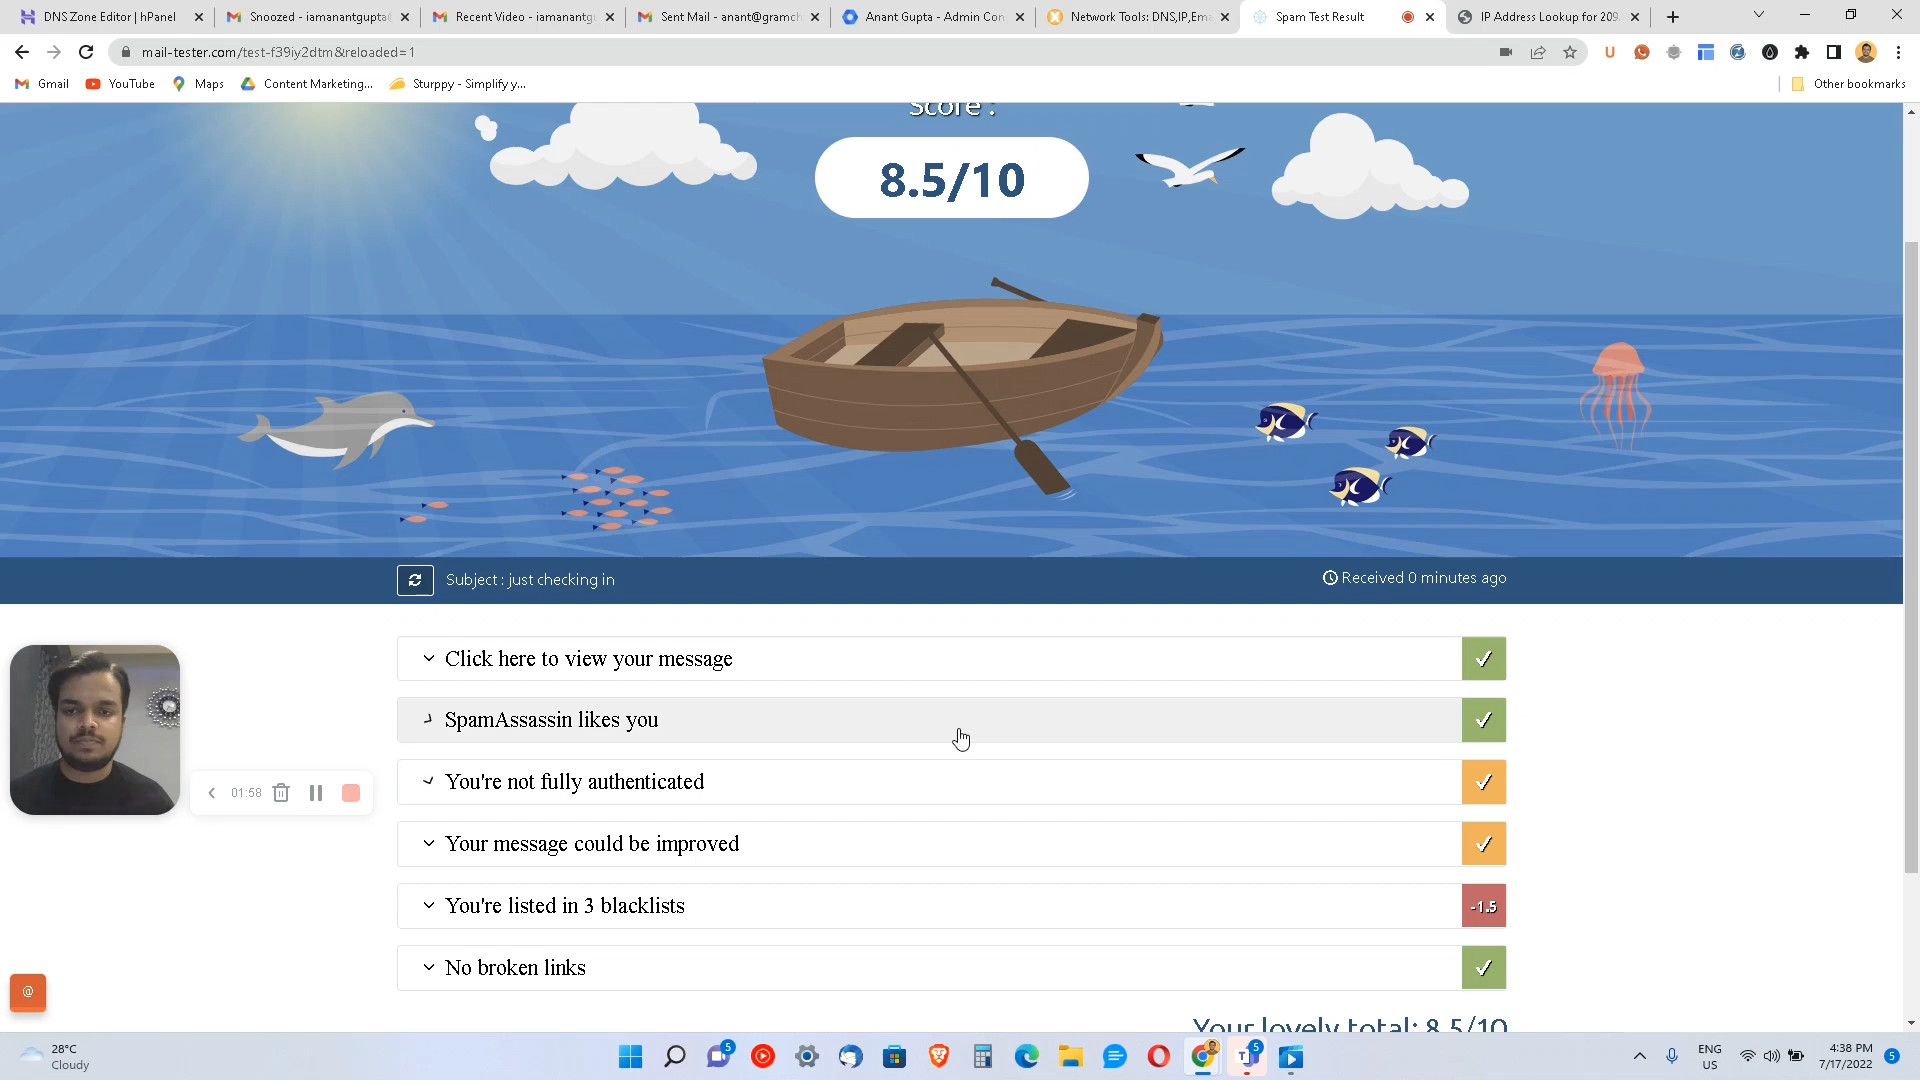 DNS Zone Editor | hPanel
Snoozed - iamanantgupta
Recent Video - iamanantg
Sent Mail - anant@gramch
Anant Gupta - Admin Con
Network Tools: DNS,IP,Ema
Spam Test Result
IP Address Lookup for 209.
mail-tester.com/test-f39iy2dtm&reloaded=1
Gmail
YouTube
Maps
Content Marketing...
Sturppy - Simplify y...
Other bookmarks
Score :
8.5/10
Subject : just checking in
Received 0 minutes ago
Click here to view your message
SpamAssassin likes you
You're not fully authenticated
01:58
Your message could be improved
You're listed in 3 blacklists
-1.5
No broken links
@
Your lovely total: 8.5/10
28°C
Cloudy
5
5
ENG
US
4:38 PM
7/17/2022
5